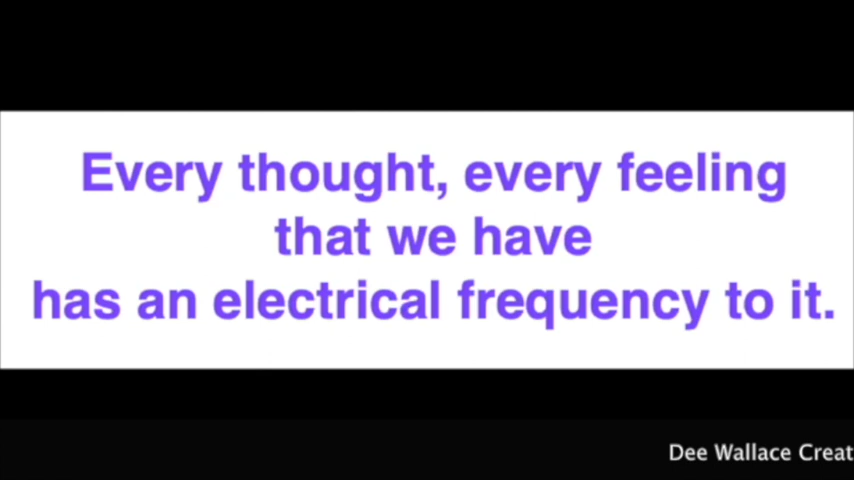 Every thought, every feeling
that we have
has an electrical frequency to it.
Dee Wallace Creat